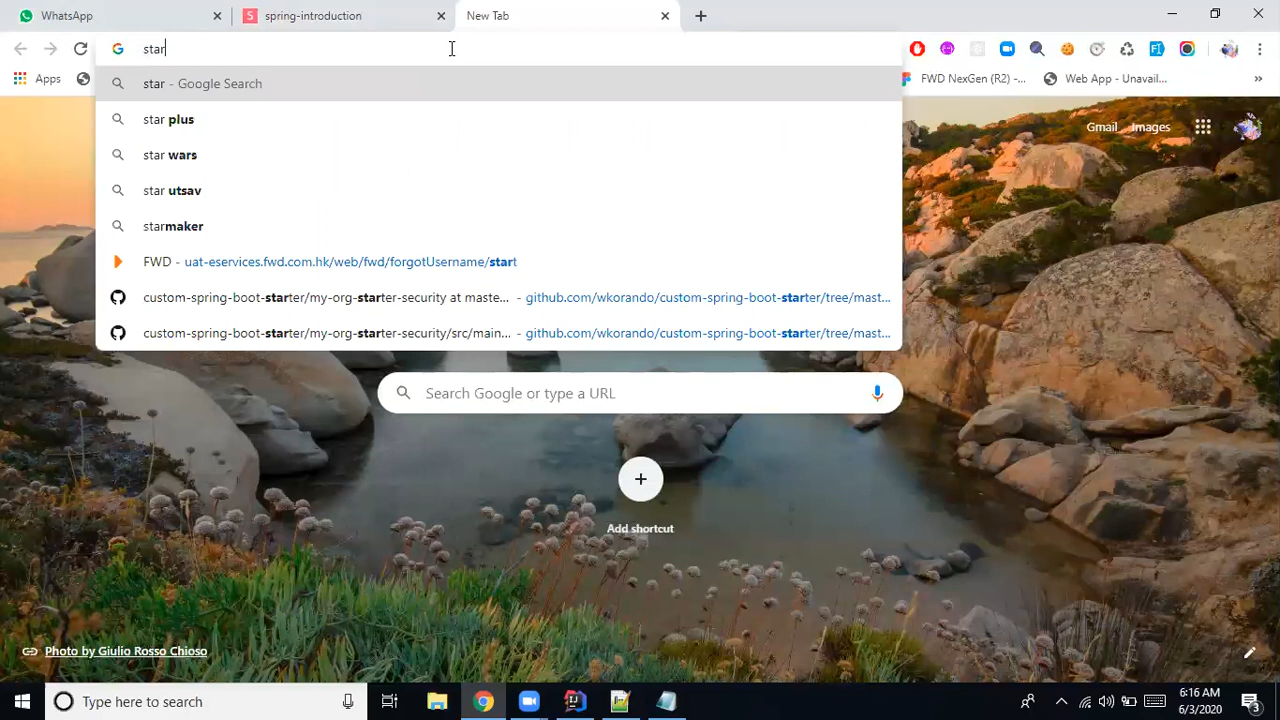 WhatsApp
spring-introduction
New Tab
star
Apps
FWD NexGen (R2) -...
Web App - Unavail...
»
star - Google Search
star plus
star wars
star utsav
starmaker
FWD - uat-eservices.fwd.com.hk/web/fwd/forgotUsername/start
custom-spring-boot-starter/my-org-starter-security at maste... - github.com/wkorando/custom-spring-boot-starter/tree/mast...
custom-spring-boot-starter/my-org-starter-security/src/main... - github.com/wkorando/custom-spring-boot-starter/tree/mast...
Gmail Images
Search Google or type a URL
Add shortcut
Photo by Giulio Rosso Chioso
Type here to search
6:16 AM
6/3/2020
3